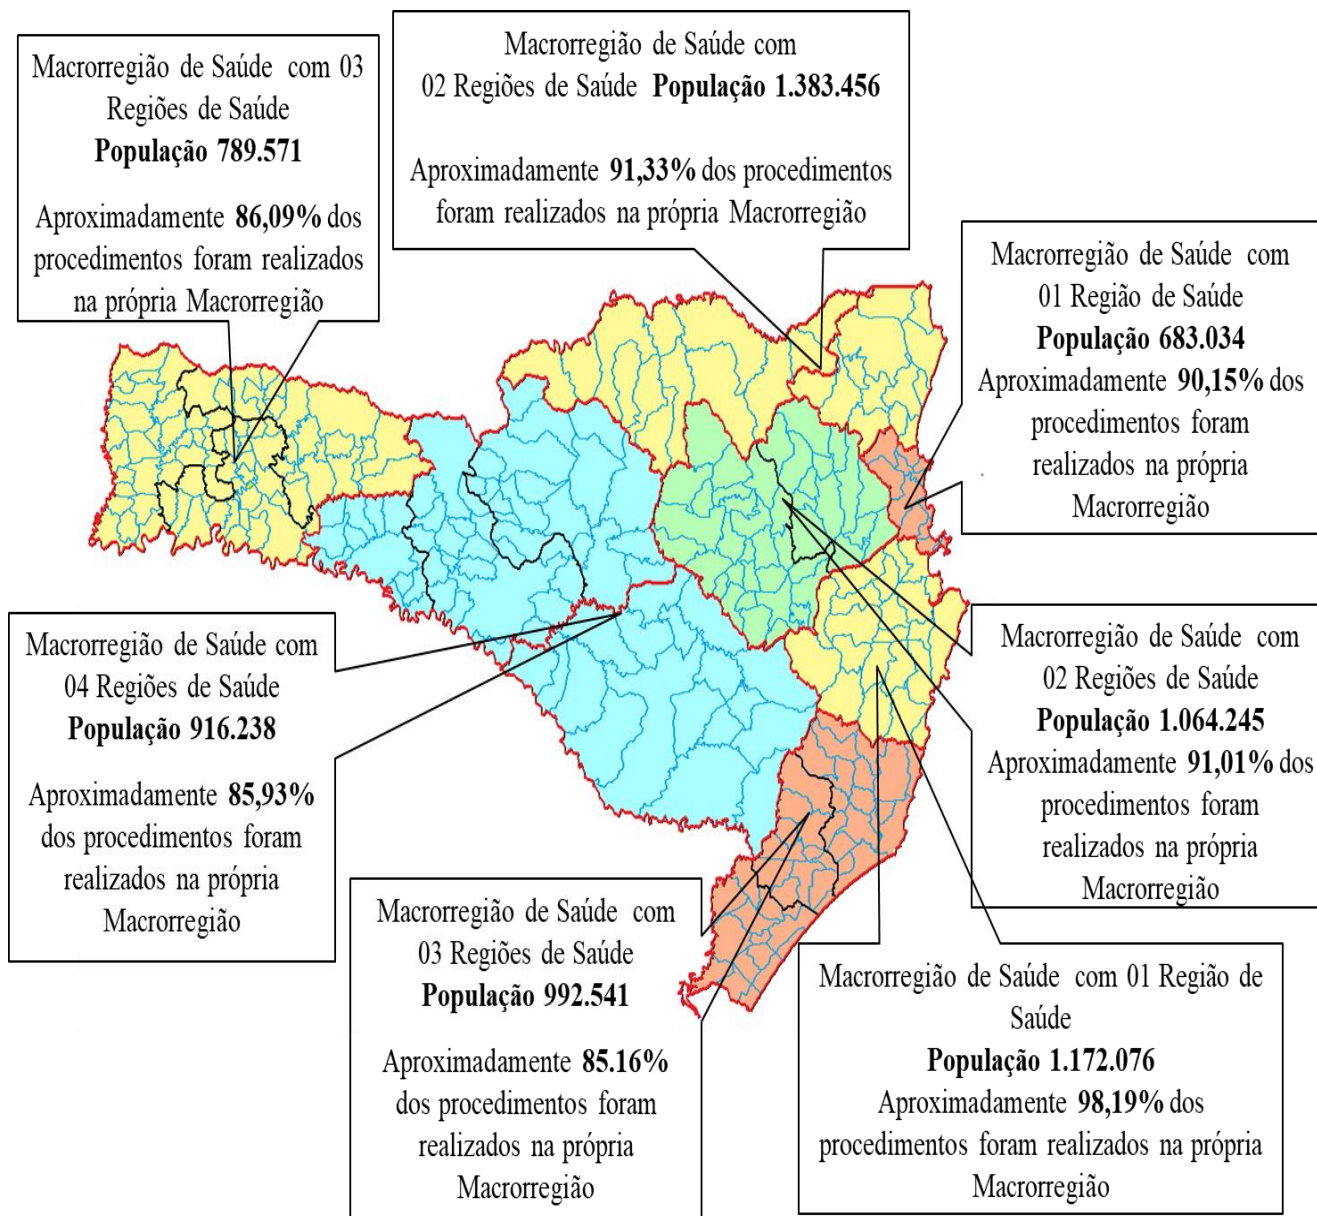 Macrorregião de Saúde com 03
Regiões de Saúde
População 789.571
Aproximadamente 86,09% dos
procedimentos foram realizados
na própria Macrorregião
Macrorregião de Saúde com
02 Regiões de Saúde População 1.383.456
Aproximadamente 91,33% dos procedimentos
foram realizados na própria Macrorregião
Macrorregião de Saúde com
01 Região de Saúde
População 683.034
Aproximadamente 90,15% dos
procedimentos foram
realizados na própria
Macrorregião
Macrorregião de Saúde com
04 Regiões de Saúde
População 916.238
Aproximadamente 85,93%
dos procedimentos foram
realizados na própria
Macrorregião
Macrorregião de Saúde com
02 Regiões de Saúde
População 1.064.245
Aproximadamente 91,01% dos
procedimentos foram
realizados na própria
Macrorregião
Macrorregião de Saúde com
03 Regiões de Saúde
População 992.541
Aproximadamente 85.16%
dos procedimentos foram
realizados na própria
Macrorregião
Macrorregião de Saúde com 01 Região de
Saúde
População 1.172.076
Aproximadamente 98,19% dos
procedimentos foram realizados na própria
Macrorregião